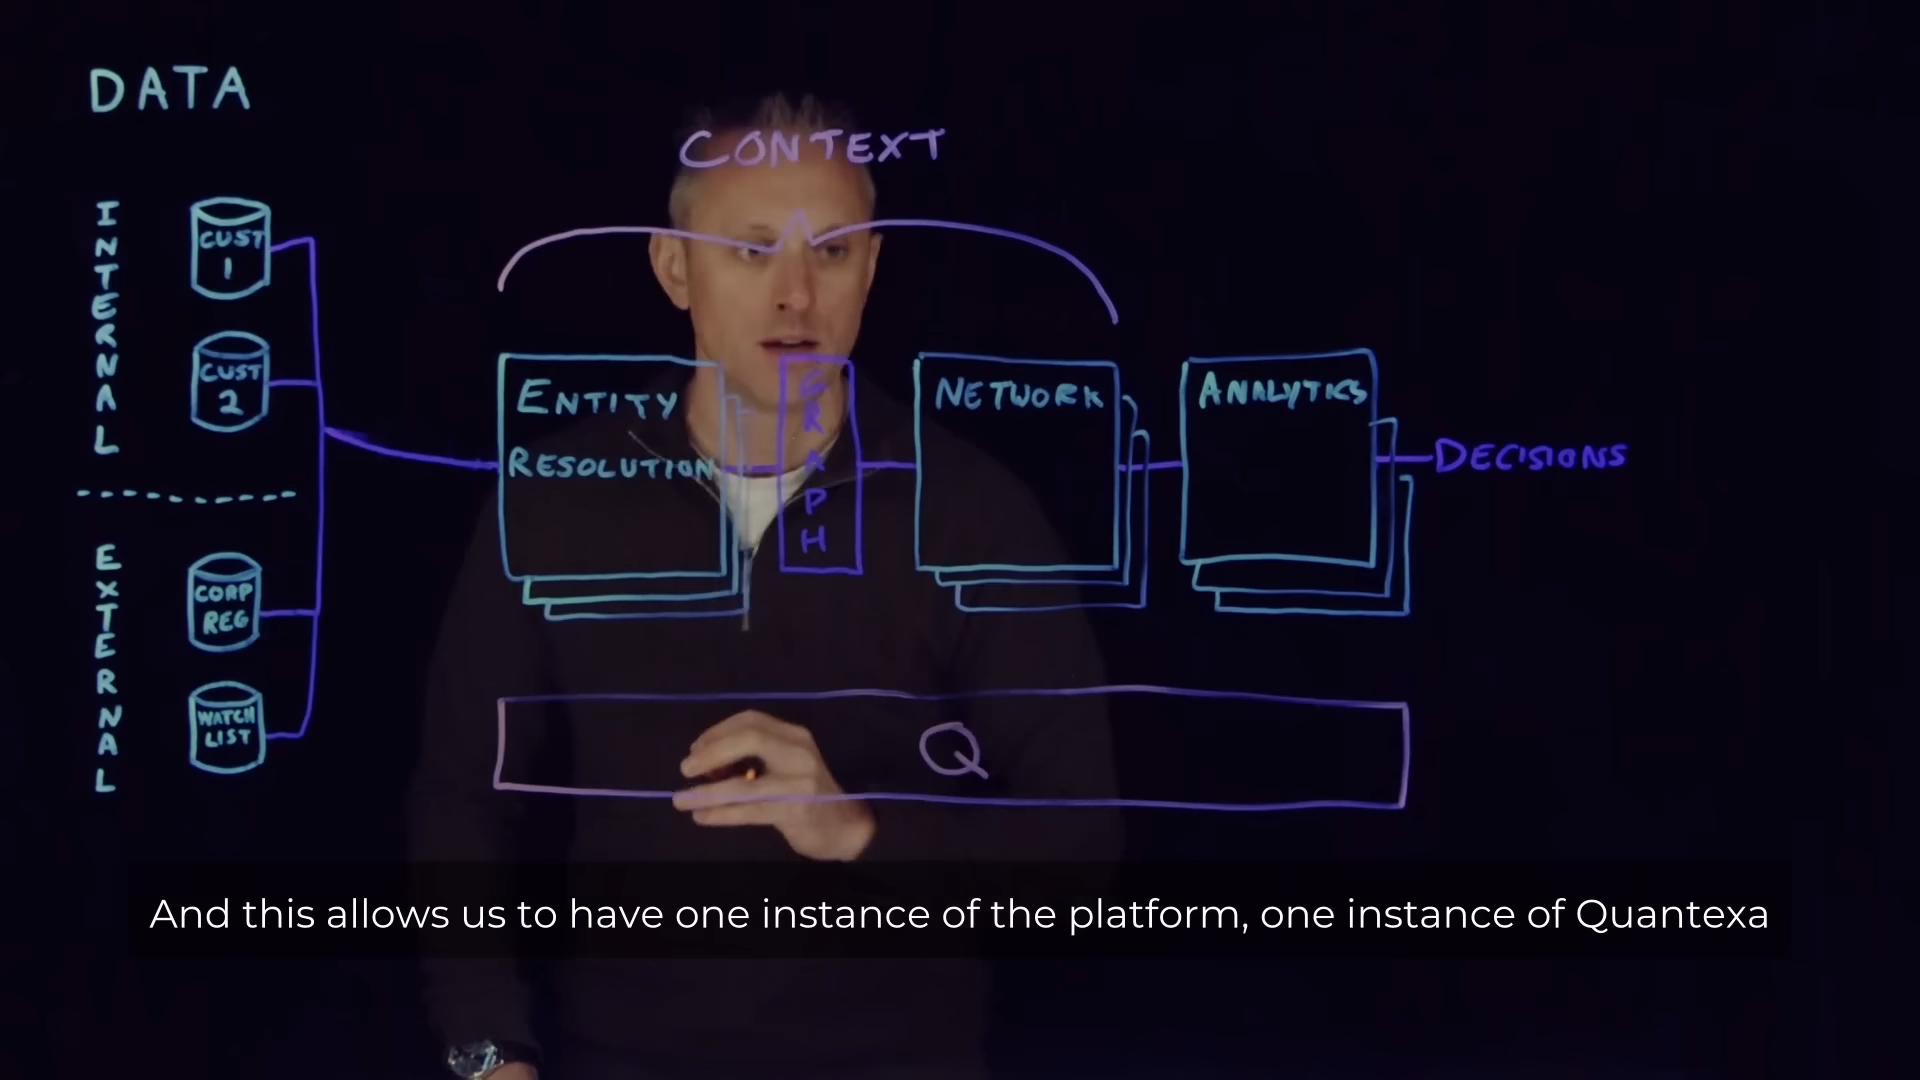 DATA
CONTEXT
INTERNAL
CUST
1
CUST
2
ENTITY
RESOLUTION
GRAPH
NETWORK
ANALYTICS
DECISIONS
EXTERNAL
CORP
REG
WATCH
LIST
Q
And this allows us to have one instance of the platform, one instance of Quantexa